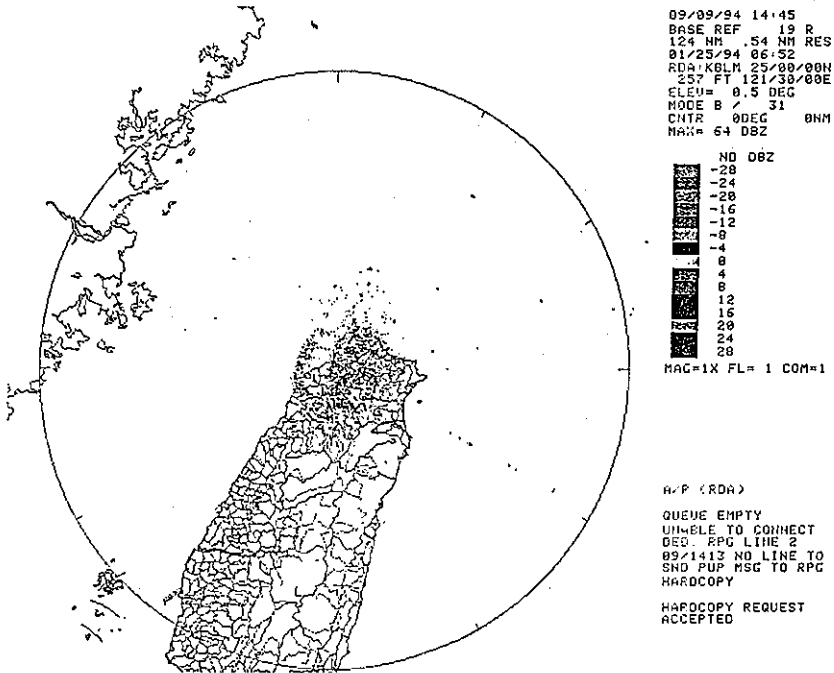 09/09/94 14:45
BASE REF 19 R
124 NM .54 NM RES
01/25/94 06:52
RDA:KBLM 25/00/00N
257 FT 121/30/00E
ELEV= 0.5 DEG
MODE B / 31
CNTR 0DEG 0NM
MAX= 64 DBZ
ND DBZ
-28
-24
-20
-16
-12
-8
-4
0
4
8
12
16
20
24
28
MAG=1X FL= 1 COM=1
A/R (RDA)
QUEUE EMPTY
UNABLE TO CONNECT
DED. RPG LINE 2
09/1413 NO LINE TO
SND PUP MSG TO RPG
HARDCOPY
HARDCOPY REQUEST
ACCEPTED